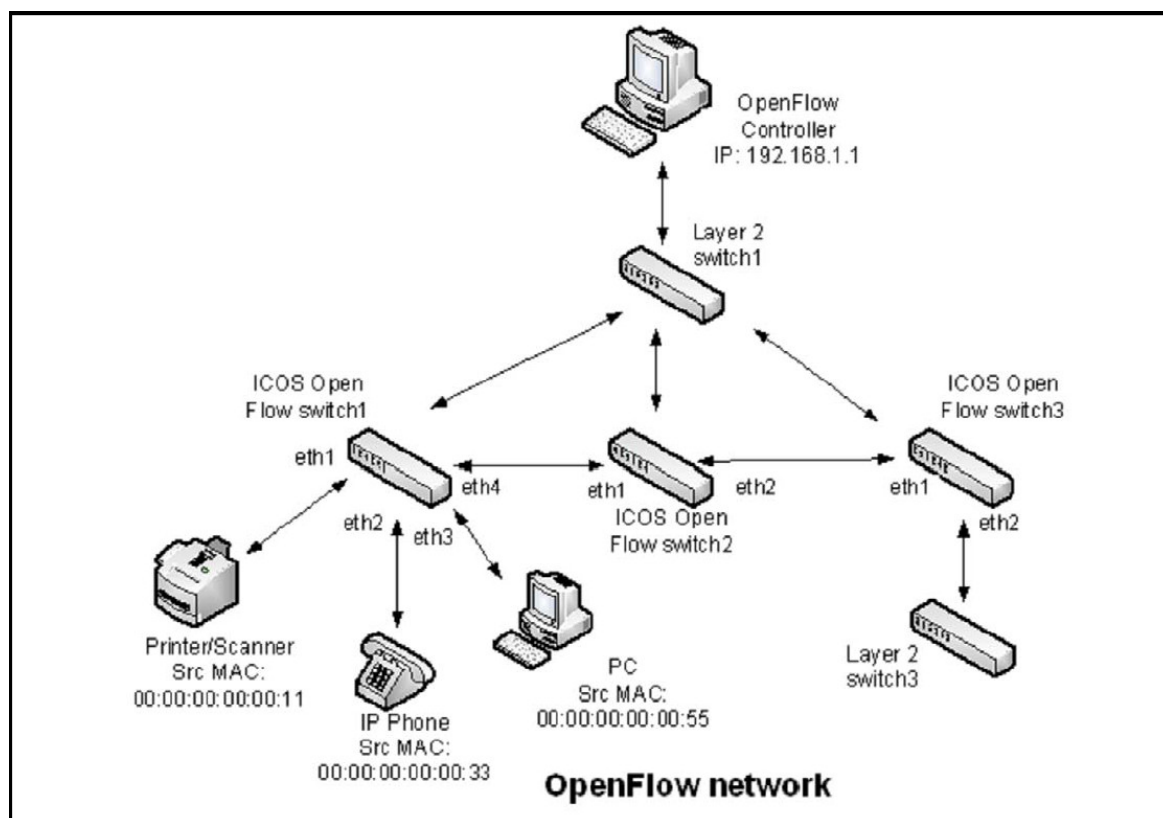 OpenFlow
Controller
IP: 192.168.1.1
Layer 2
switch1
ICOS Open
Flow switch1
ICOS Open
Flow switch3
eth1
eth4
eth2
eth3
eth1
eth2
ICOS Open
Flow switch2
eth1
eth2
Printer/Scanner
Src MAC:
00:00:00:00:00:11
IP Phone
Src MAC:
00:00:00:00:00:33
PC
Src MAC:
00:00:00:00:00:55
Layer 2
switch3
OpenFlow network